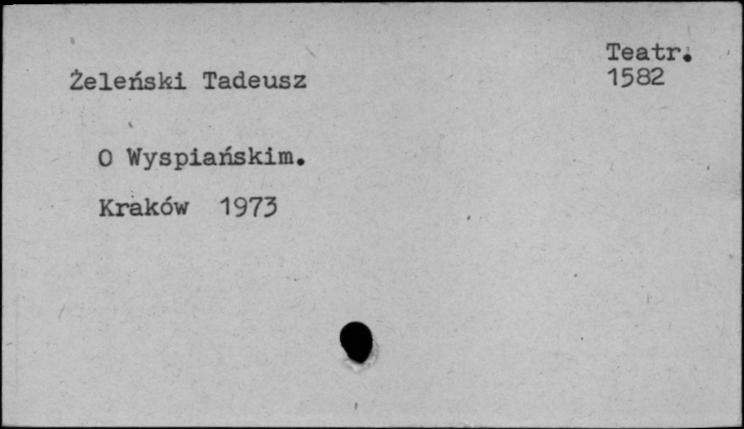 Teatr.
1582
Żeleński Tadeusz
O Wyspiańskim.
Kraków 1973